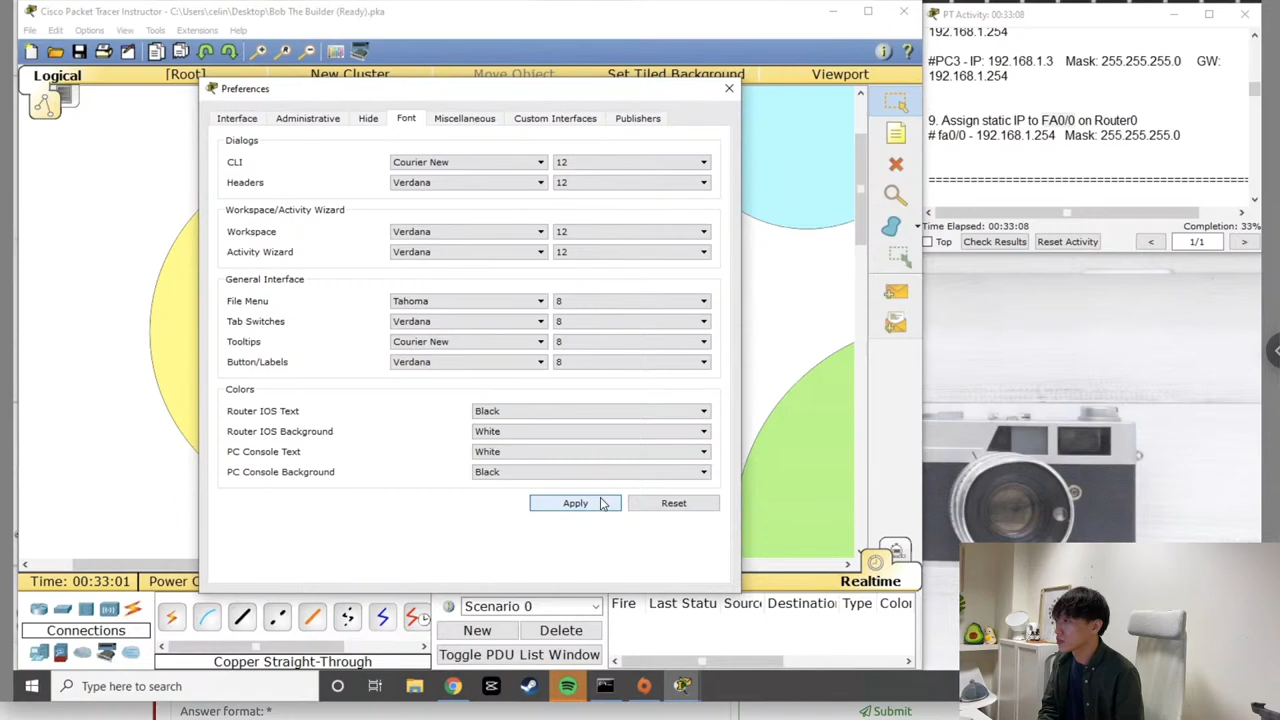 Cisco Packet Tracer Instructor - C:\Users\celin\Desktop\Bob The Builder (Ready).pka
File Edit Options View Tools Extensions Help
Logical [Root] New Cluster Move Object Set Tiled Background Viewport
Preferences
Interface Administrative Hide Font Miscellaneous Custom Interfaces Publishers
Dialogs
CLI Courier New 12
Headers Verdana 12
Workspace/Activity Wizard
Workspace Verdana 12
Activity Wizard Verdana 12
General Interface
File Menu Tahoma 8
Tab Switches Verdana 8
Tooltips Courier New 8
Button/Labels Verdana 8
Colors
Router IOS Text Black
Router IOS Background White
PC Console Text White
PC Console Background Black
Apply Reset
Time: 00:33:01 Power C
Realtime
Connections
Copper Straight-Through
Scenario 0
New Delete
Toggle PDU List Window
Fire Last Statu Source Destination Type Color
PT Activity: 00:33:08
192.168.1.254
#PC3 - IP: 192.168.1.3 Mask: 255.255.255.0 GW:
192.168.1.254
9. Assign static IP to FA0/0 on Router0
# fa0/0 - 192.168.1.254 Mask: 255.255.255.0
Time Elapsed: 00:33:08 Completion: 33%
Top Check Results Reset Activity < 1/1 >
Type here to search
Answer format: *
Submit